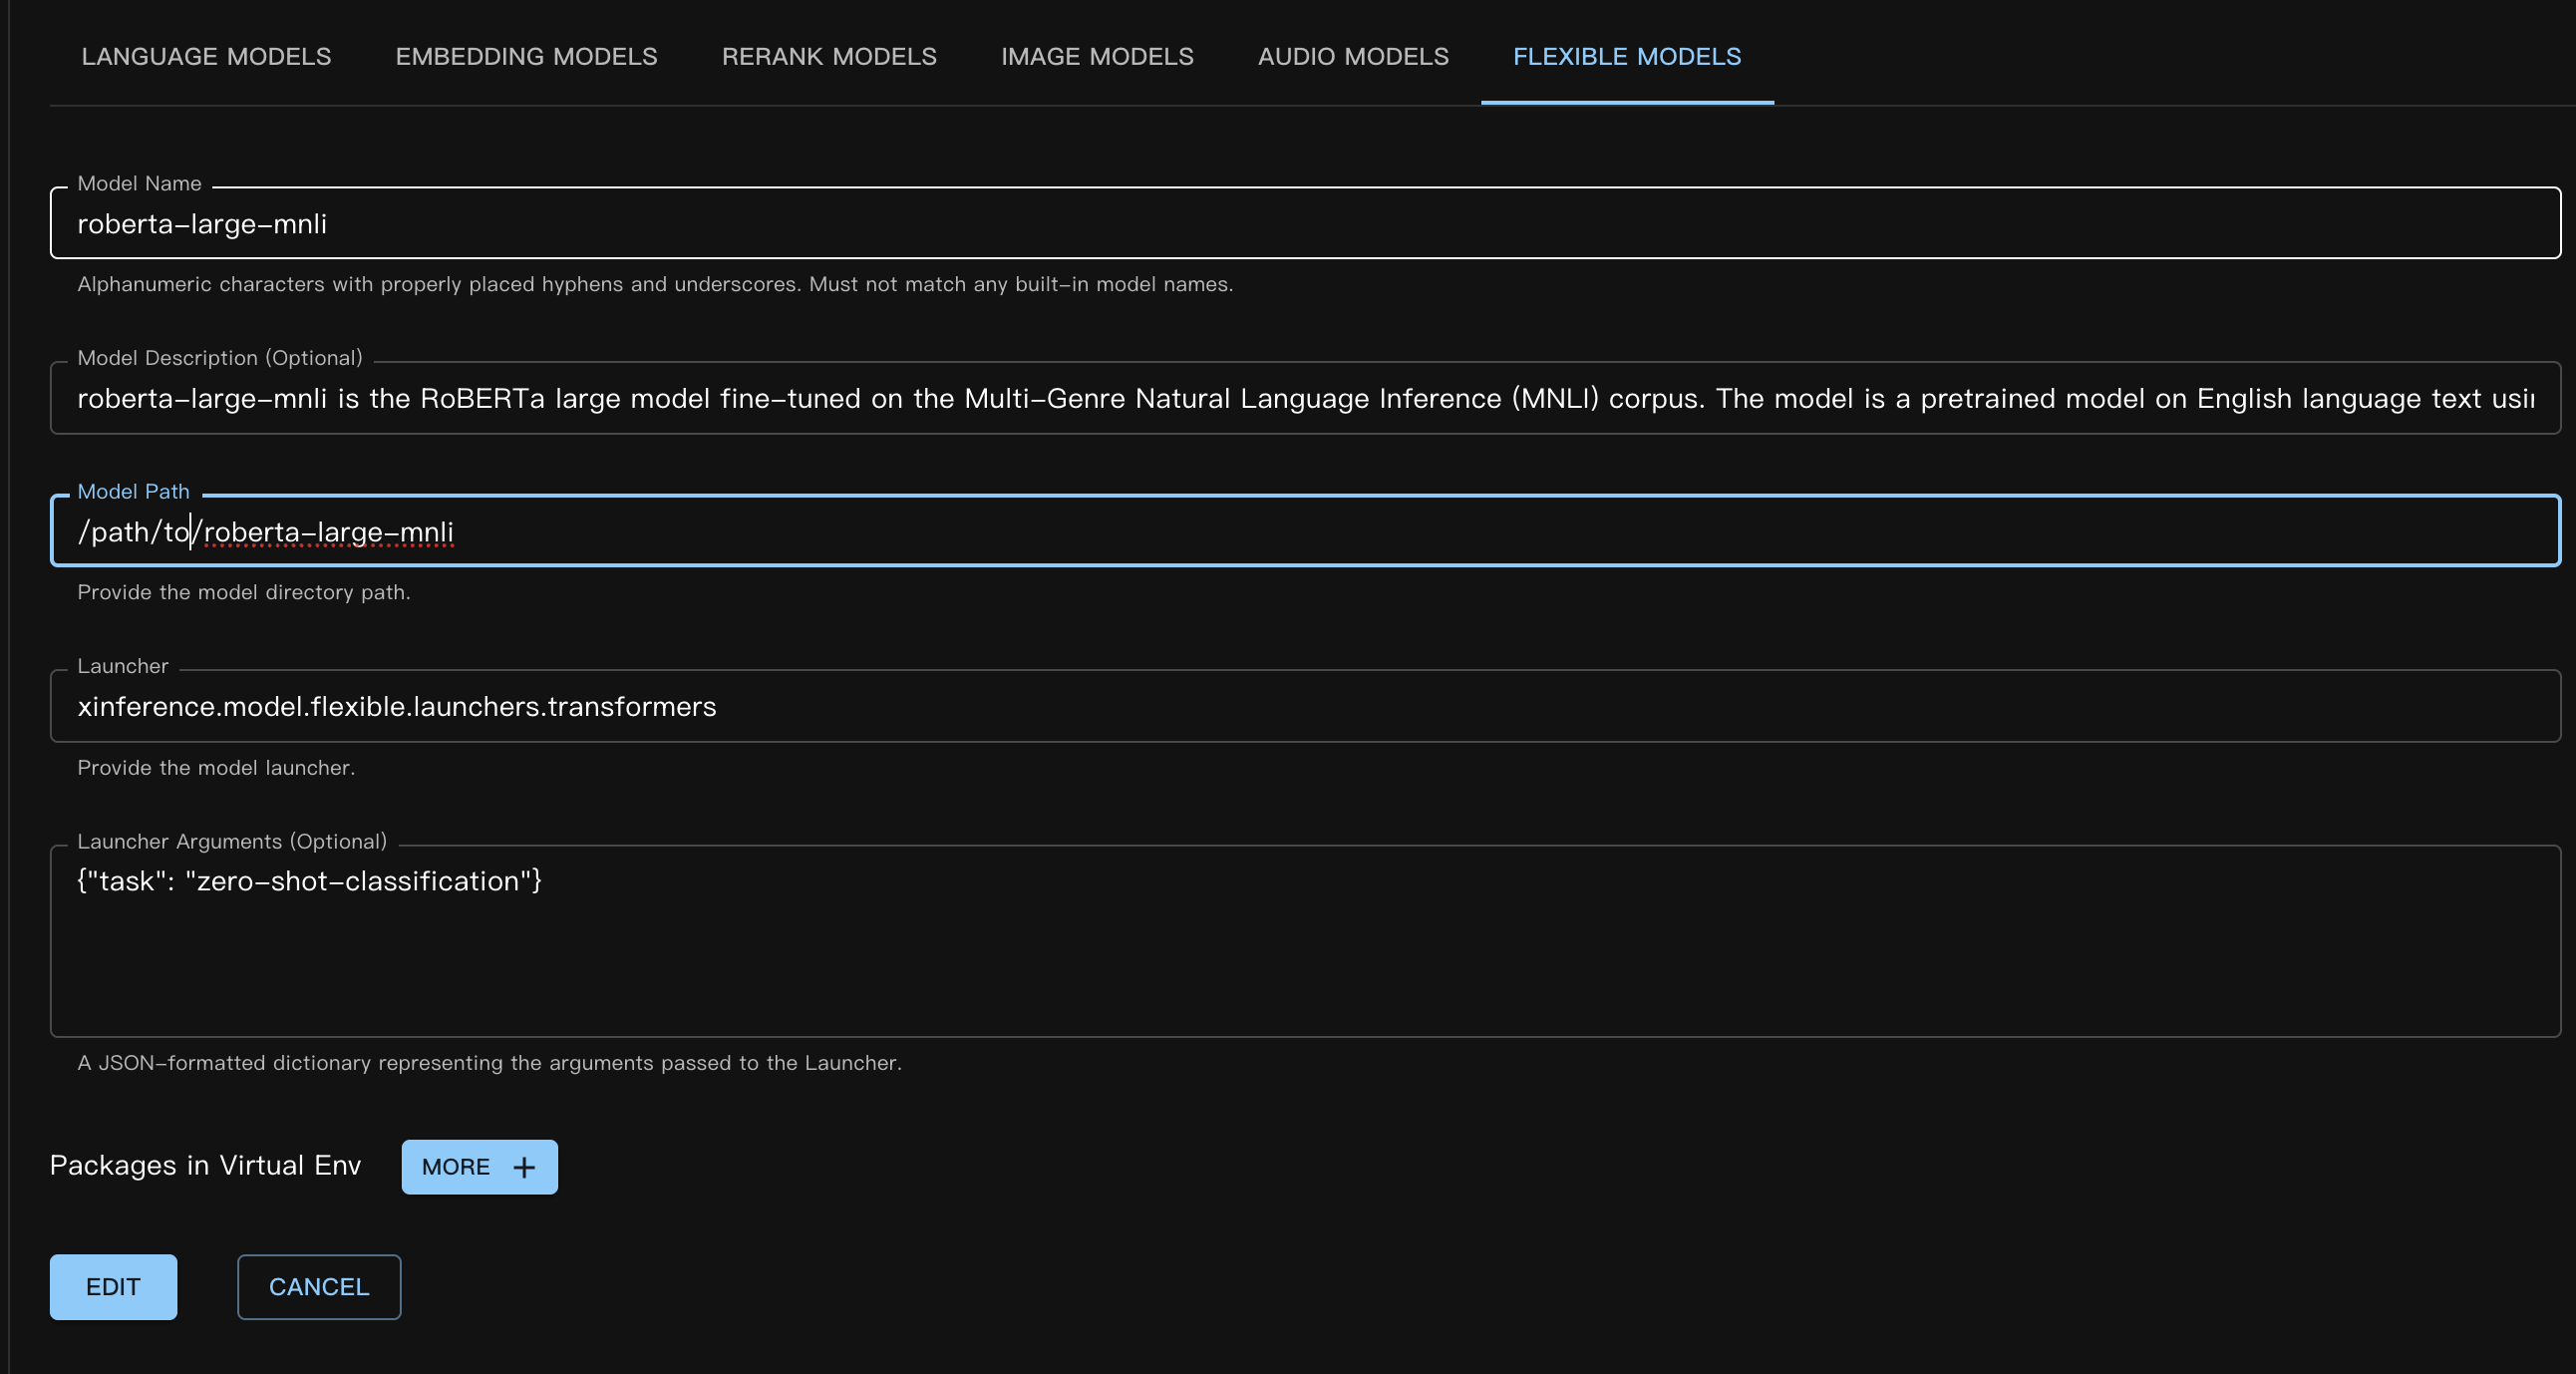 LANGUAGE MODELS EMBEDDING MODELS RERANK MODELS IMAGE MODELS AUDIO MODELS FLEXIBLE MODELS
Model Name
roberta-large-mnli
Alphanumeric characters with properly placed hyphens and underscores. Must not match any built-in model names.
Model Description (Optional)
roberta-large-mnli is the RoBERTa large model fine-tuned on the Multi-Genre Natural Language Inference (MNLI) corpus. The model is a pretrained model on English language text
Model Path
/path/to/roberta-large-mnli
Provide the model directory path.
Launcher
xinference.model.flexible.launchers.transformers
Provide the model launcher.
Launcher Arguments (Optional)
{"task": "zero-shot-classification"}
A JSON-formatted dictionary representing the arguments passed to the Launcher.
Packages in Virtual Env MORE +
EDIT CANCEL